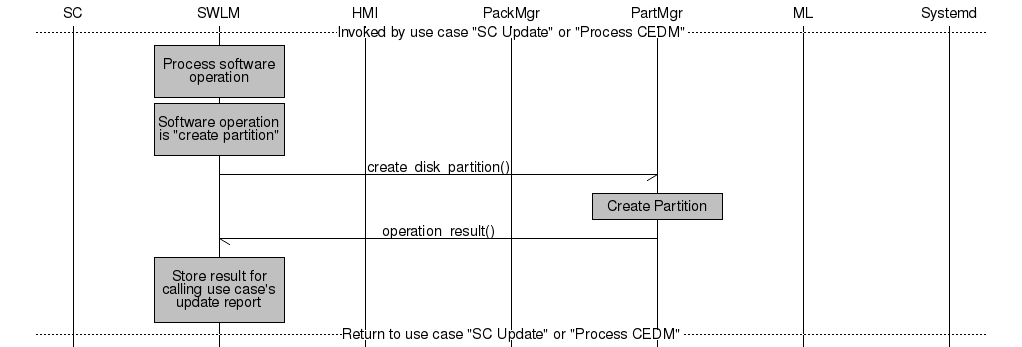 SC SWLM HMI PackMgr PartMgr ML Systemd
Invoked by use case "SC Update" or "Process CEDM"
Process software
operation
Software operation
is "create partition"
create_disk_partition()
Create Partition
operation_result()
Store result for
calling use case's
update report
Return to use case "SC Update" or "Process CEDM"